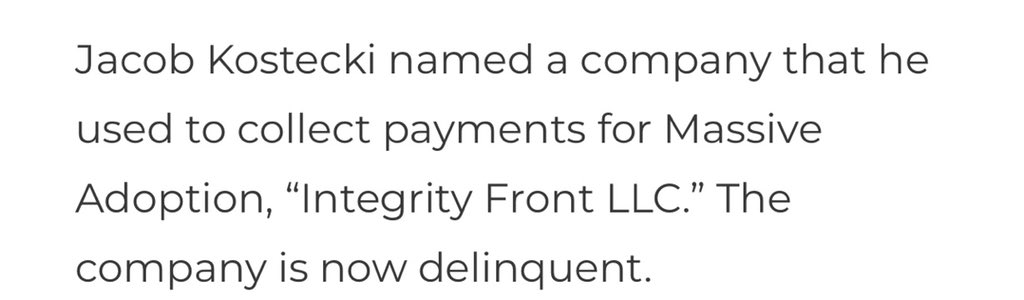 Jacob Kostecki named a company that he
used to collect payments for Massive
Adoption, “Integrity Front LLC.” The
company is now delinquent.